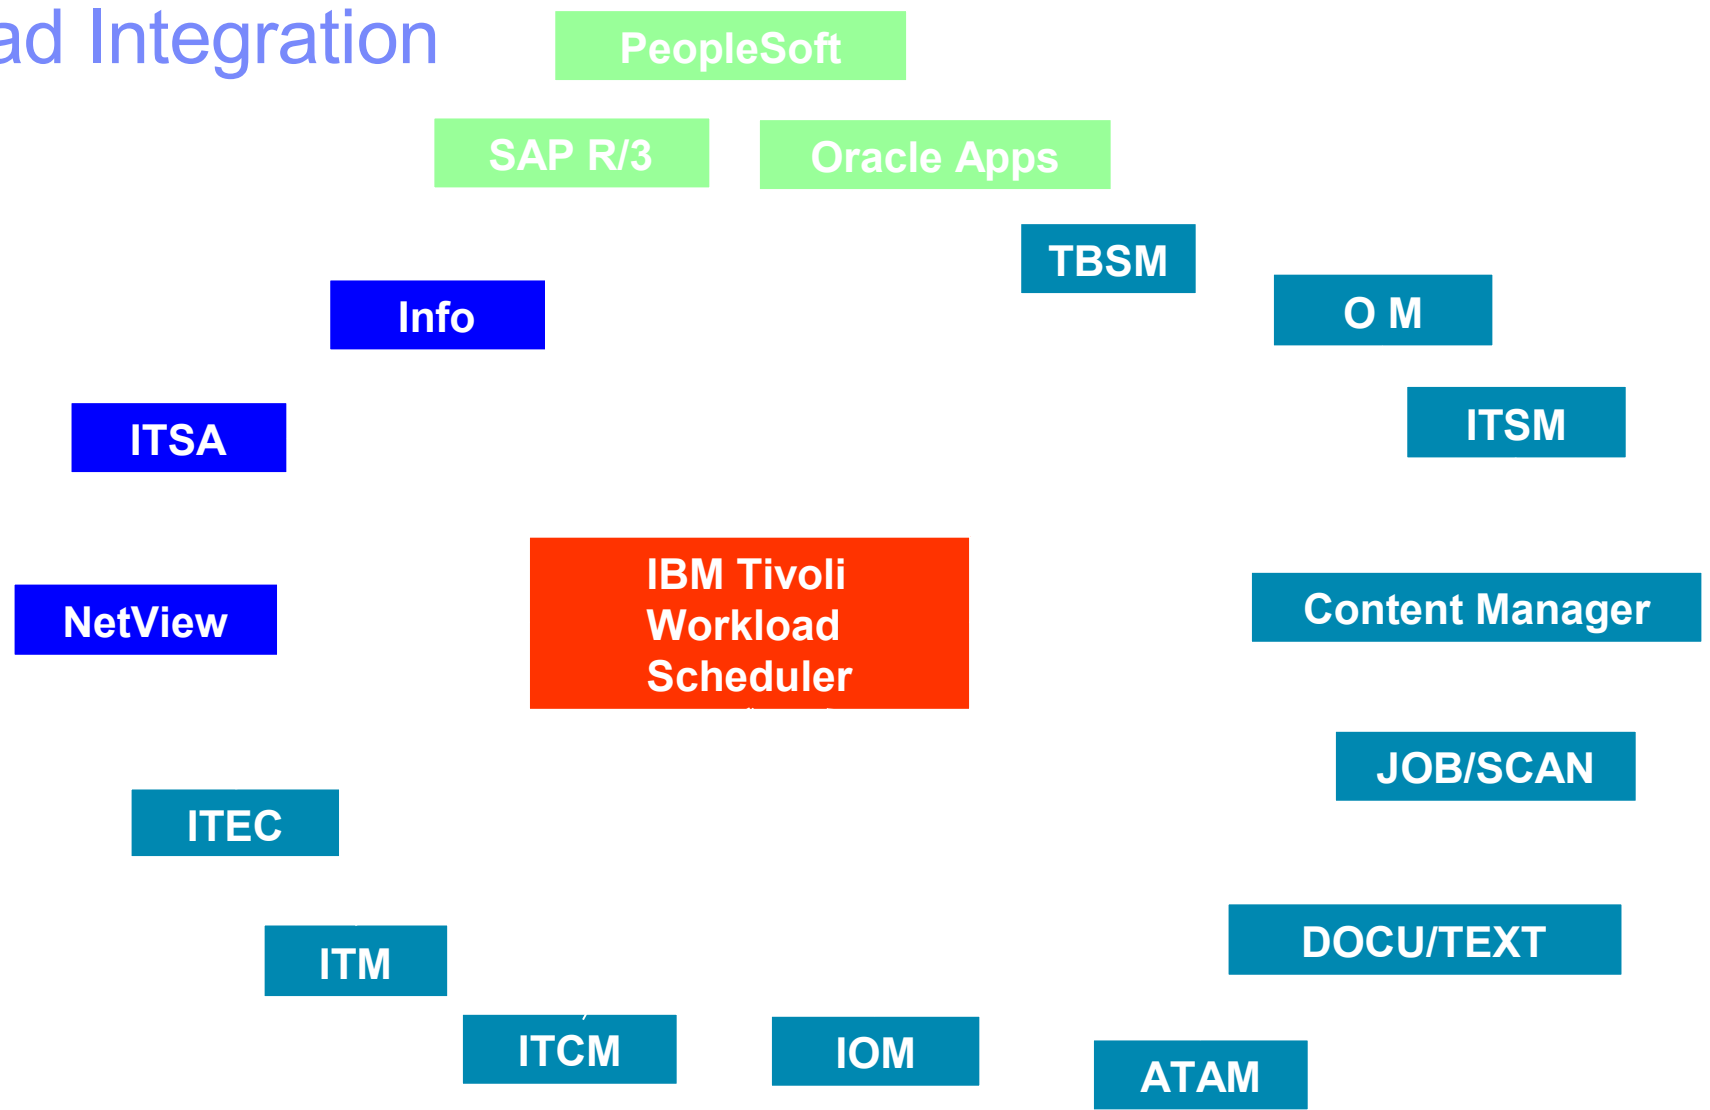 ad Integration
PeopleSoft
SAP R/3
Oracle Apps
TBSM
Info
O M
ITSA
ITSM
IBM Tivoli
Workload
Scheduler
NetView
Content Manager
JOB/SCAN
ITEC
DOCU/TEXT
ITM
ITCM
IOM
ATAM